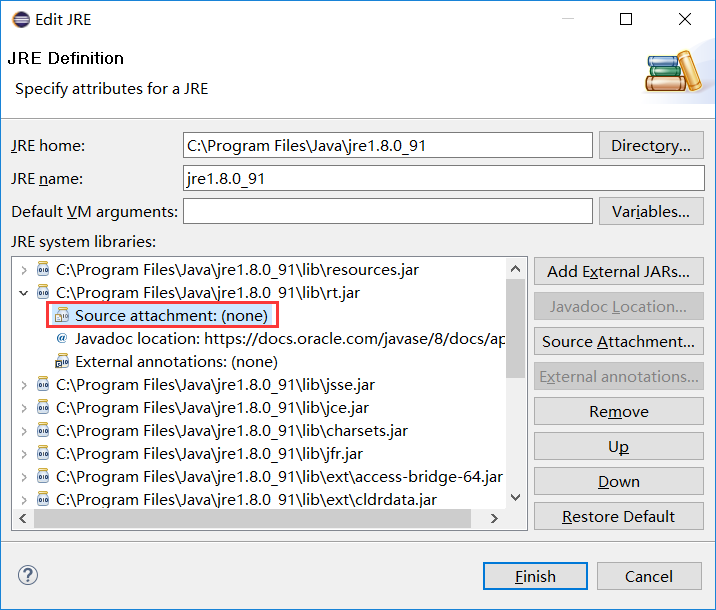 Edit JRE
JRE Definition
Specify attributes for a JRE
JRE home: C:\Program Files\Java\jre1.8.0_91 Directory...
JRE name: jre1.8.0_91
Default VM arguments: Variables...
JRE system libraries:
C:\Program Files\Java\jre1.8.0_91\lib\resources.jar
C:\Program Files\Java\jre1.8.0_91\lib\rt.jar
Source attachment: (none)
Javadoc location: https://docs.oracle.com/javase/8/docs/ap
External annotations: (none)
C:\Program Files\Java\jre1.8.0_91\lib\jsse.jar
C:\Program Files\Java\jre1.8.0_91\lib\jce.jar
C:\Program Files\Java\jre1.8.0_91\lib\charsets.jar
C:\Program Files\Java\jre1.8.0_91\lib\jfr.jar
C:\Program Files\Java\jre1.8.0_91\lib\ext\access-bridge-64.jar
C:\Program Files\Java\jre1.8.0_91\lib\ext\cldrdata.jar
Add External JARs...
Javadoc Location...
Source Attachment...
External annotations...
Remove
Up
Down
Restore Default
?
Finish
Cancel